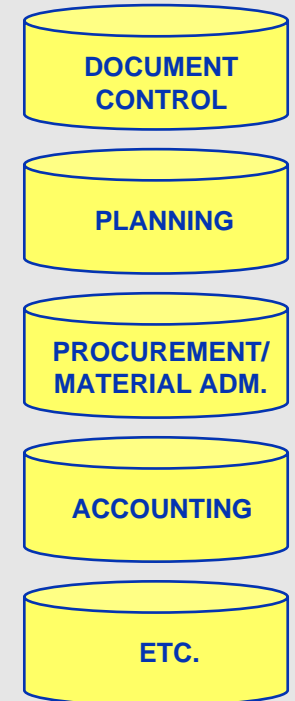 DOCUMENT
CONTROL
PLANNING
PROCUREMENT/
MATERIAL ADM.
ACCOUNTING
ETC.